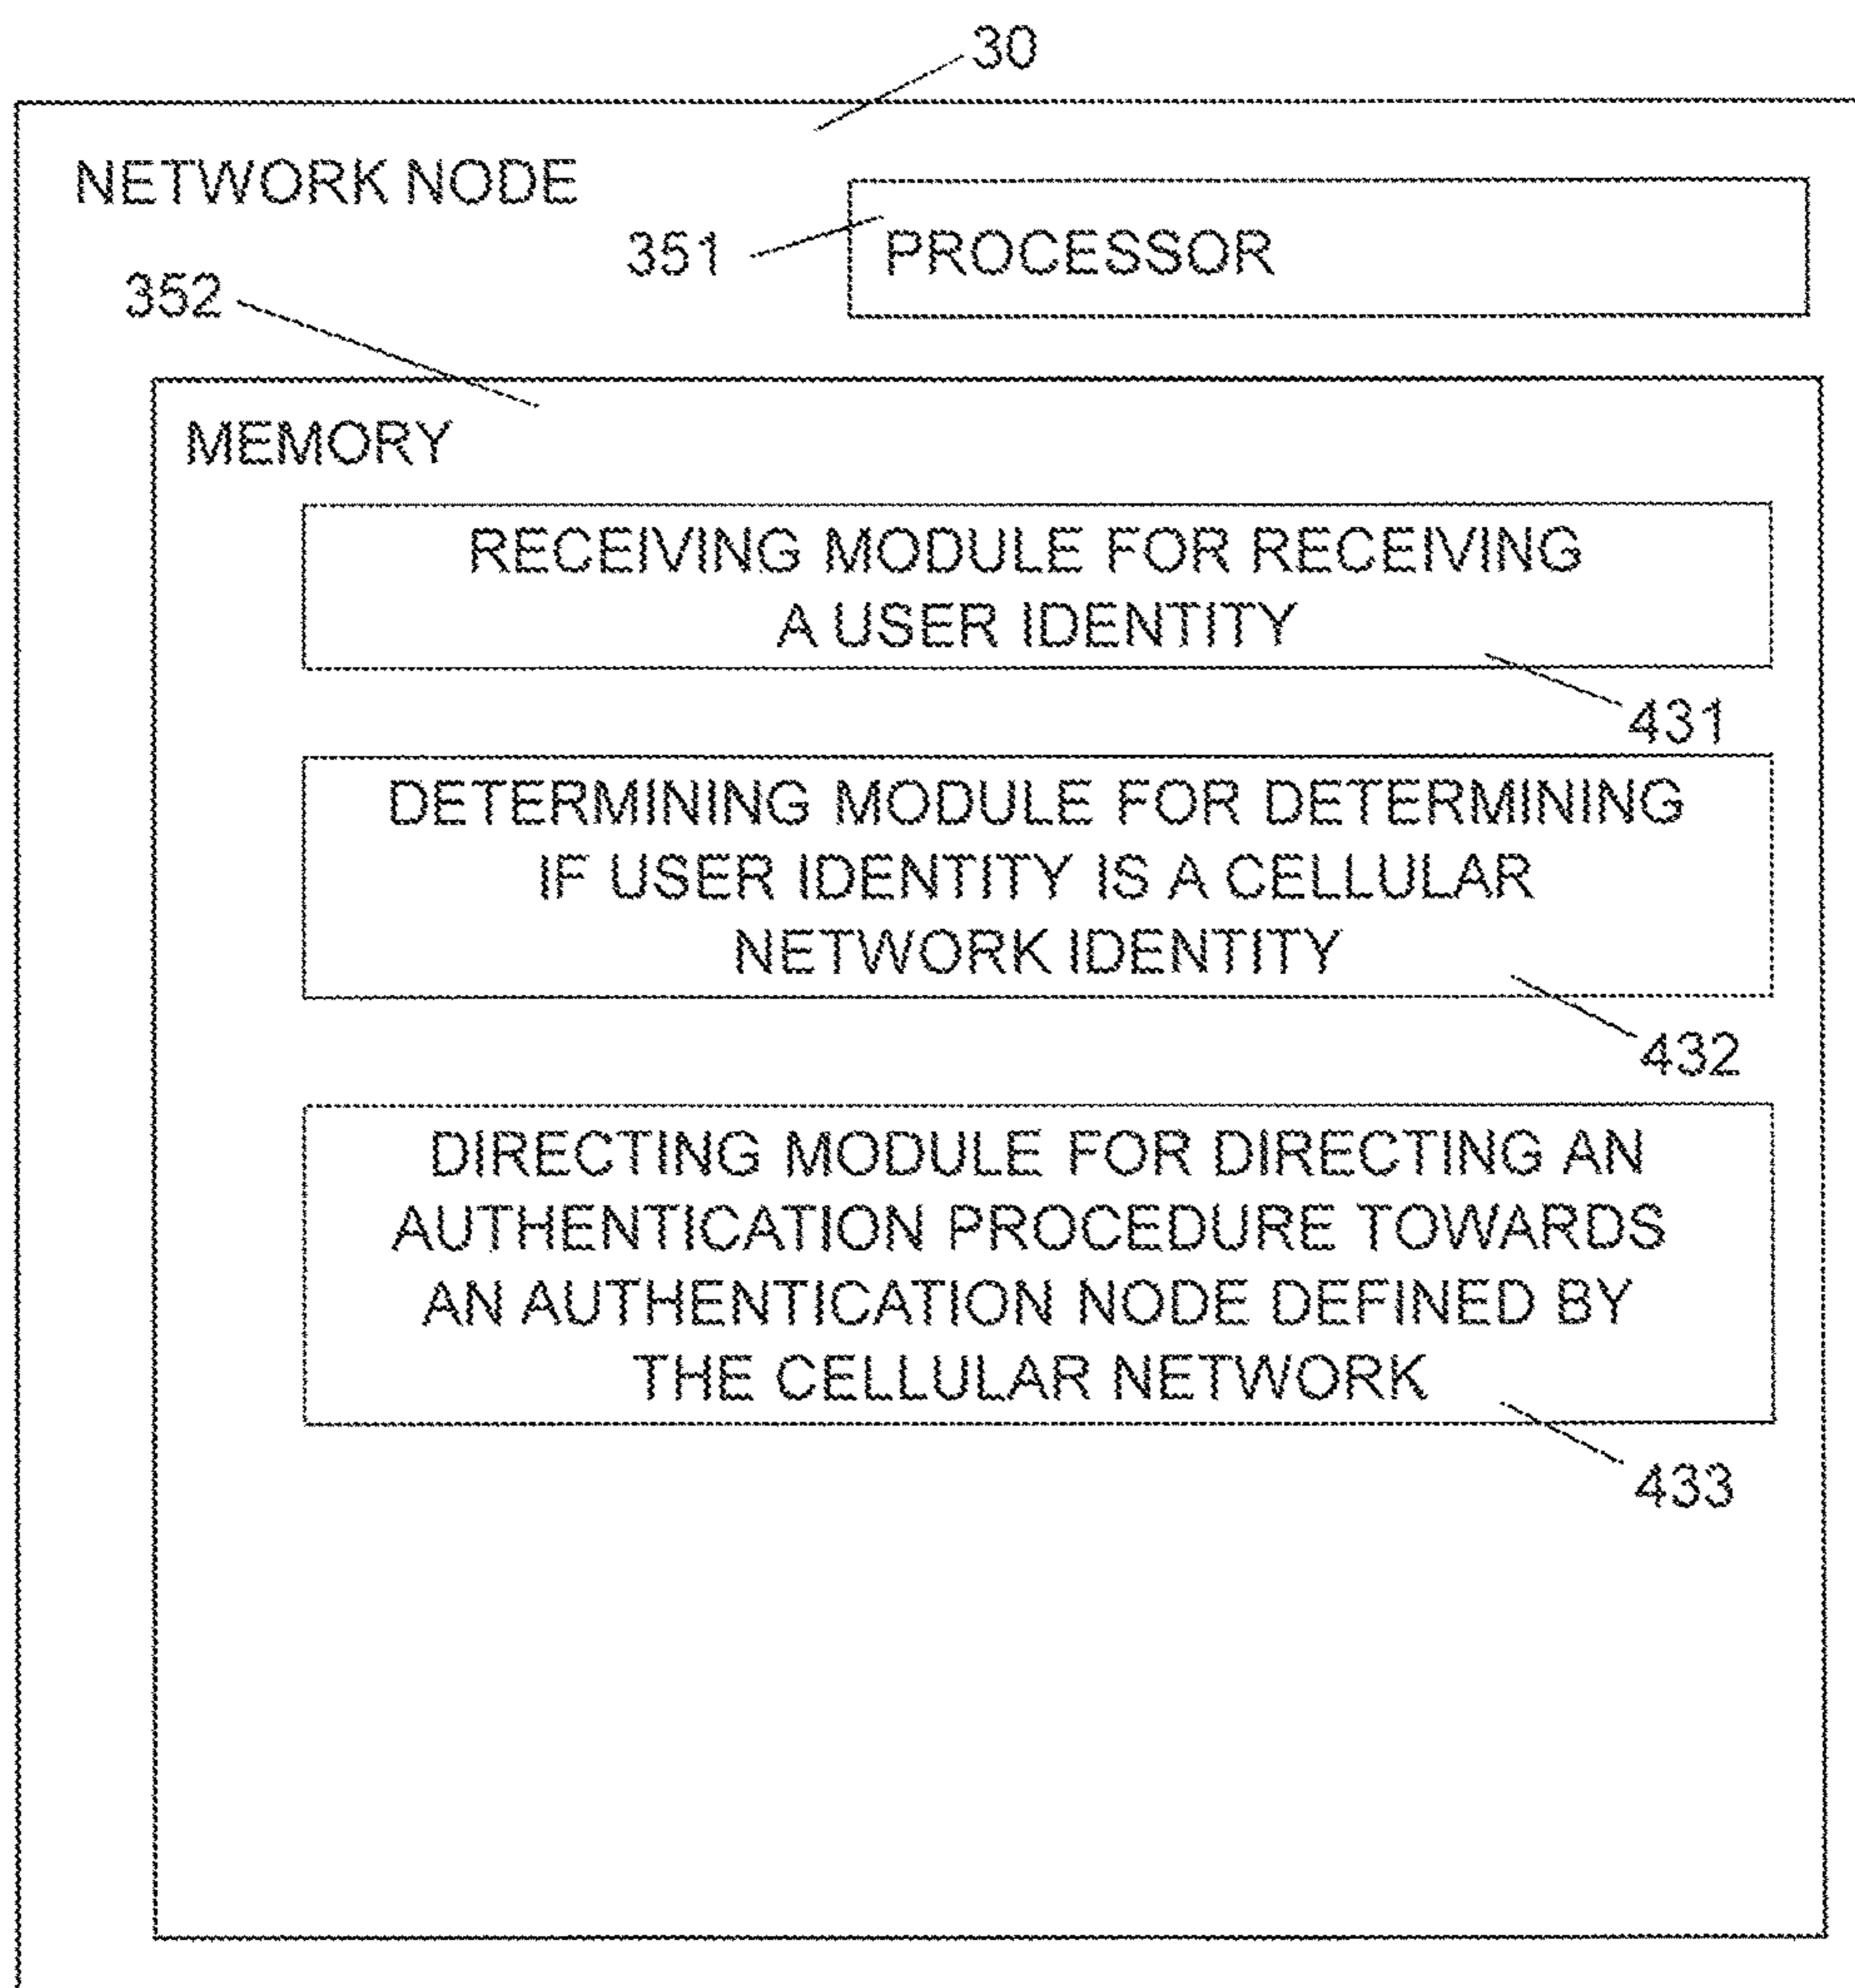 30
NETWORK NODE
351
PROCESSOR
352
MEMORY
RECEIVING MODULE FOR RECEIVING
A USER IDENTITY
431
DETERMINING MODULE FOR DETERMINING
IF USER IDENTITY IS A CELLULAR
NETWORK IDENTITY
432
DIRECTING MODULE FOR DIRECTING AN
AUTHENTICATION PROCEDURE TOWARDS
AN AUTHENTICATION NODE DEFINED BY
THE CELLULAR NETWORK
433